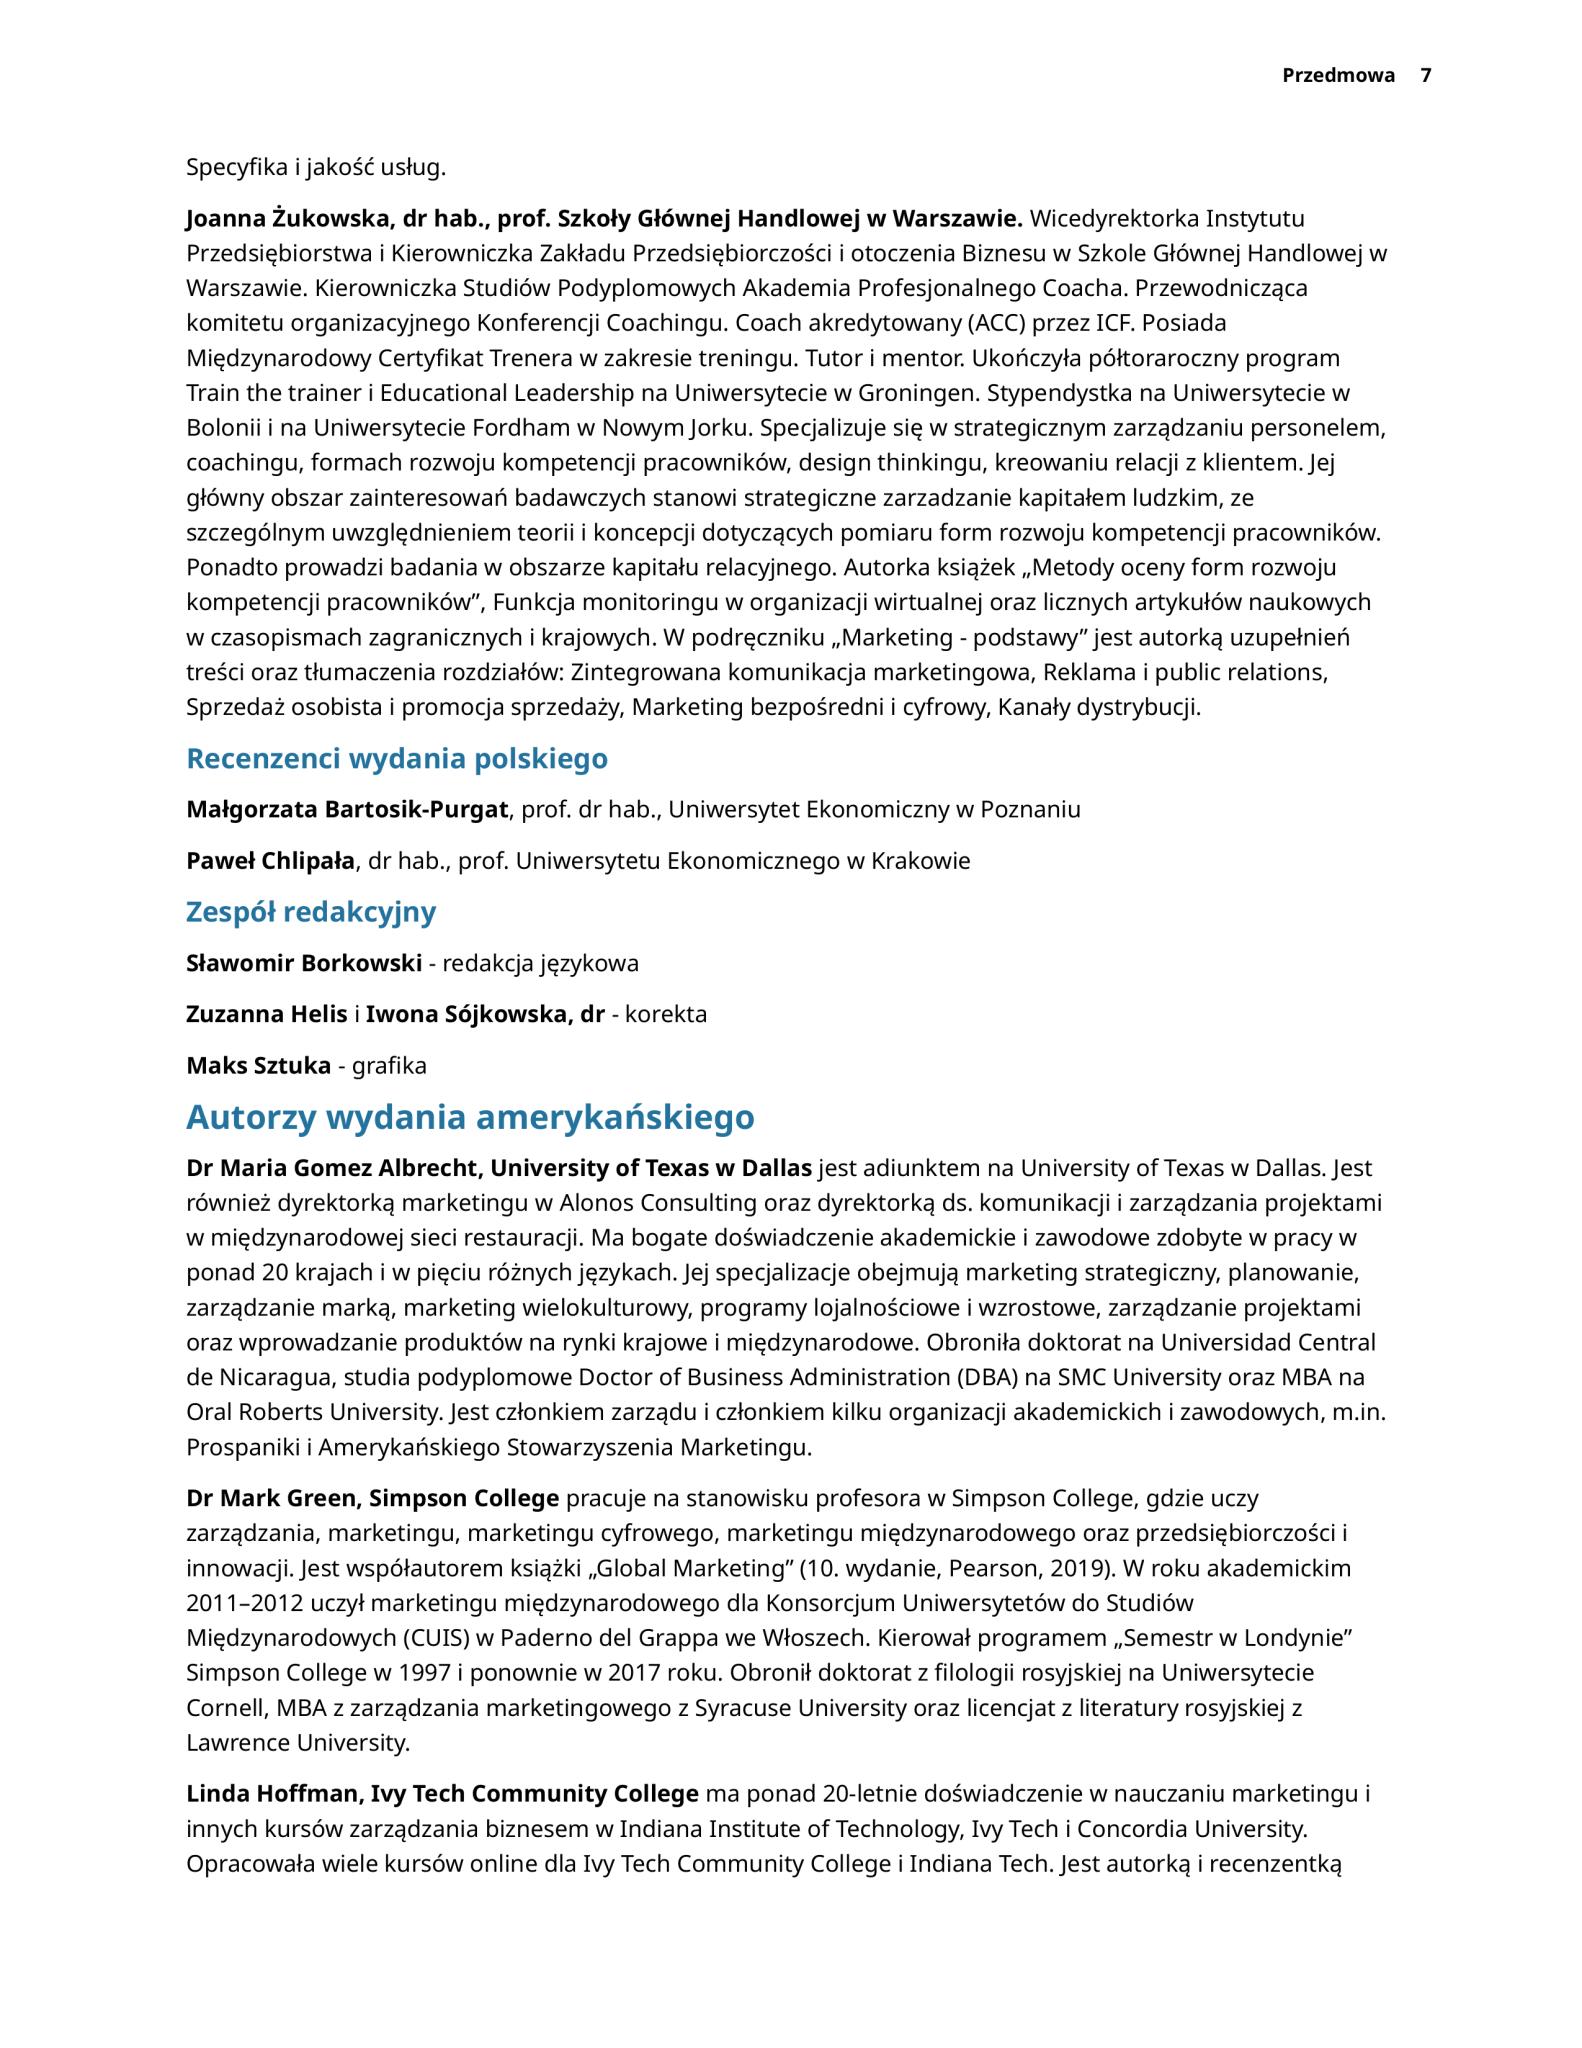 Przedmowa 7
Specyfika i jakość usług.
Joanna Żukowska, dr hab., prof. Szkoły Głównej Handlowej w Warszawie. Wicedyrektorka Instytutu
Przedsiębiorstwa i Kierowniczka Zakładu Przedsiębiorczości i otoczenia Biznesu w Szkole Głównej Handlowej w
Warszawie. Kierowniczka Studiów Podyplomowych Akademia Profesjonalnego Coacha. Przewodnicząca
komitetu organizacyjnego Konferencji Coachingu. Coach akredytowany (ACC) przez ICF. Posiada
Międzynarodowy Certyfikat Trenera w zakresie treningu. Tutor i mentor. Ukończyła półtoraroczny program
Train the trainer i Educational Leadership na Uniwersytecie w Groningen. Stypendystka na Uniwersytecie w
Bolonii i na Uniwersytecie Fordham w Nowym Jorku. Specjalizuje się w strategicznym zarządzaniu personelem,
coachingu, formach rozwoju kompetencji pracowników, design thinkingu, kreowaniu relacji z klientem. Jej
główny obszar zainteresowań badawczych stanowi strategiczne zarzadzanie kapitałem ludzkim, ze
szczególnym uwzględnieniem teorii i koncepcji dotyczących pomiaru form rozwoju kompetencji pracowników.
Ponadto prowadzi badania w obszarze kapitału relacyjnego. Autorka książek „Metody oceny form rozwoju
kompetencji pracowników”, Funkcja monitoringu w organizacji wirtualnej oraz licznych artykułów naukowych
w czasopismach zagranicznych i krajowych. W podręczniku „Marketing - podstawy” jest autorką uzupełnień
treści oraz tłumaczenia rozdziałów: Zintegrowana komunikacja marketingowa, Reklama i public relations,
Sprzedaż osobista i promocja sprzedaży, Marketing bezpośredni i cyfrowy, Kanały dystrybucji.
Recenzenci wydania polskiego
Małgorzata Bartosik-Purgat, prof. dr hab., Uniwersytet Ekonomiczny w Poznaniu
Paweł Chlipała, dr hab., prof. Uniwersytetu Ekonomicznego w Krakowie
Zespół redakcyjny
Sławomir Borkowski - redakcja językowa
Zuzanna Helis i Iwona Sójkowska, dr - korekta
Maks Sztuka - grafika
Autorzy wydania amerykańskiego
Dr Maria Gomez Albrecht, University of Texas w Dallas jest adiunktem na University of Texas w Dallas. Jest
również dyrektorką marketingu w Alonos Consulting oraz dyrektorką ds. komunikacji i zarządzania projektami
w międzynarodowej sieci restauracji. Ma bogate doświadczenie akademickie i zawodowe zdobyte w pracy w
ponad 20 krajach i w pięciu różnych językach. Jej specjalizacje obejmują marketing strategiczny, planowanie,
zarządzanie marką, marketing wielokulturowy, programy lojalnościowe i wzrostowe, zarządzanie projektami
oraz wprowadzanie produktów na rynki krajowe i międzynarodowe. Obroniła doktorat na Universidad Central
de Nicaragua, studia podyplomowe Doctor of Business Administration (DBA) na SMC University oraz MBA na
Oral Roberts University. Jest członkiem zarządu i członkiem kilku organizacji akademickich i zawodowych, m.in.
Prospaniki i Amerykańskiego Stowarzyszenia Marketingu.
Dr Mark Green, Simpson College pracuje na stanowisku profesora w Simpson College, gdzie uczy
zarządzania, marketingu, marketingu cyfrowego, marketingu międzynarodowego oraz przedsiębiorczości i
innowacji. Jest współautorem książki „Global Marketing” (10. wydanie, Pearson, 2019). W roku akademickim
2011–2012 uczył marketingu międzynarodowego dla Konsorcjum Uniwersytetów do Studiów
Międzynarodowych (CUIS) w Paderno del Grappa we Włoszech. Kierował programem „Semestr w Londynie”
Simpson College w 1997 i ponownie w 2017 roku. Obronił doktorat z filologii rosyjskiej na Uniwersytecie
Cornell, MBA z zarządzania marketingowego z Syracuse University oraz licencjat z literatury rosyjskiej z
Lawrence University.
Linda Hoffman, Ivy Tech Community College ma ponad 20-letnie doświadczenie w nauczaniu marketingu i
innych kursów zarządzania biznesem w Indiana Institute of Technology, Ivy Tech i Concordia University.
Opracowała wiele kursów online dla Ivy Tech Community College i Indiana Tech. Jest autorką i recenzentką